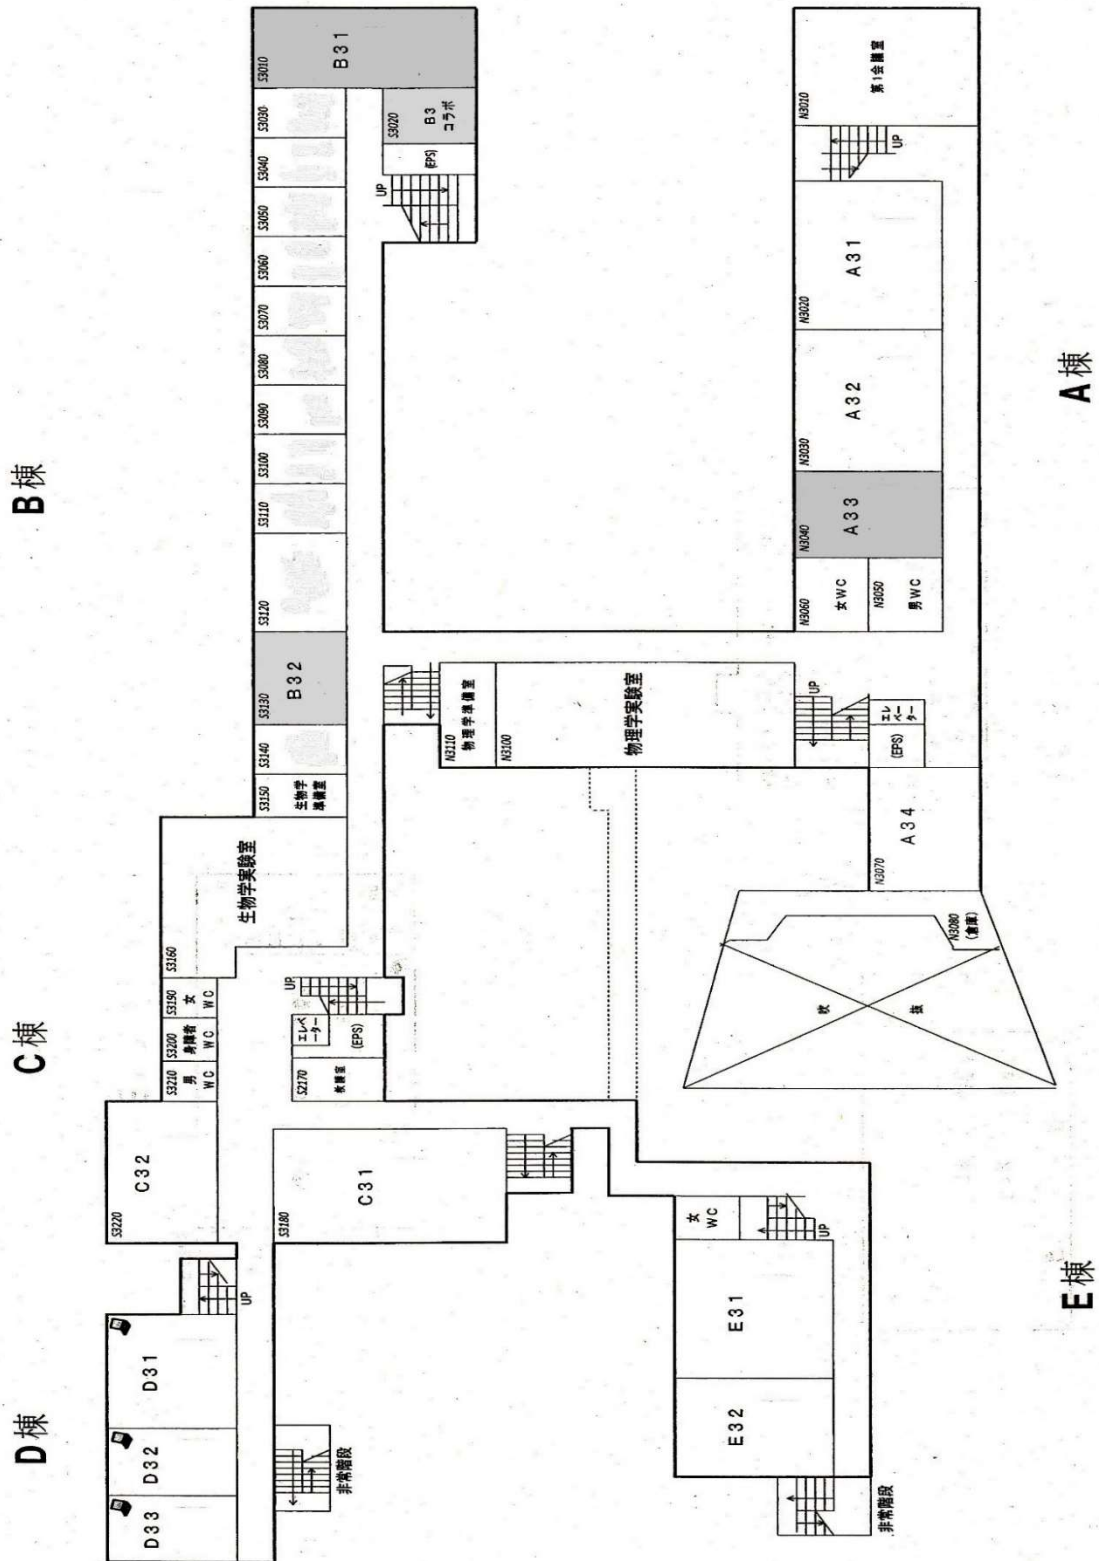 B棟
S3010
B31
S3020
B3
コラボ
(EPS)
UP
S3030
S3040
S3050
S3060
S3070
S3080
S3090
S3100
S3110
S3120
S3130
B32
S3140
S3150
生物学
準備室
C棟
S3160
生物学実験室
S3190
女
WC
S3200
身障者
WC
S3210
男
WC
UP
エレベ
ーター
(EPS)
S2170
救護室
S3220
C32
S3180
C31
D棟
UP
D31
D32
D33
非常階段
A棟
N3010
第1会議室
UP
N3020
A31
N3030
A32
N3040
A33
N3060
女WC
N3050
男WC
N3110
物理学準備室
N3100
物理学実験室
UP
エレ
ベー
ター
(EPS)
N3070
A34
N3080
(倉庫)
吹
抜
E棟
女
WC
UP
E31
E32
非常階段